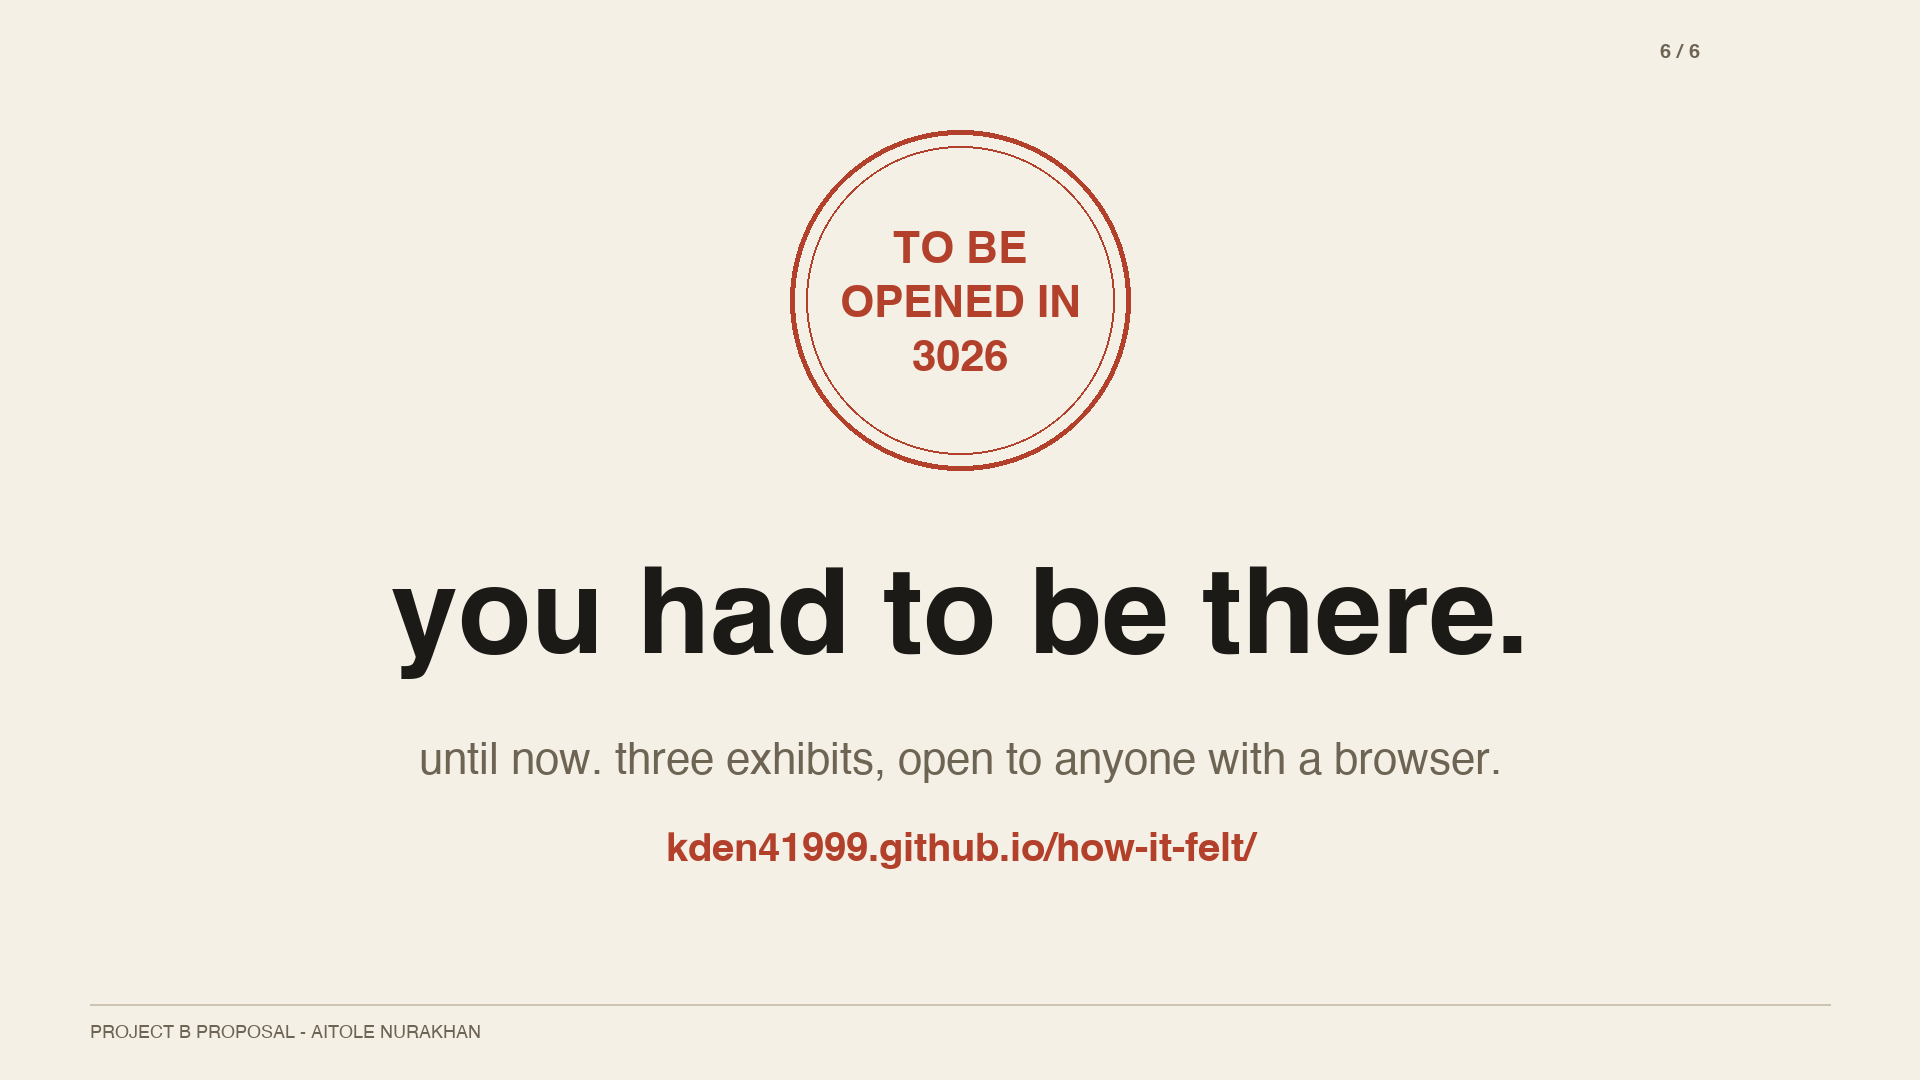 6 / 6
TO BE
OPENED IN
3026
you had to be there.
until now. three exhibits, open to anyone with a browser.
kden41999.github.io/how-it-felt/
PROJECT B PROPOSAL - AITOLE NURAKHAN